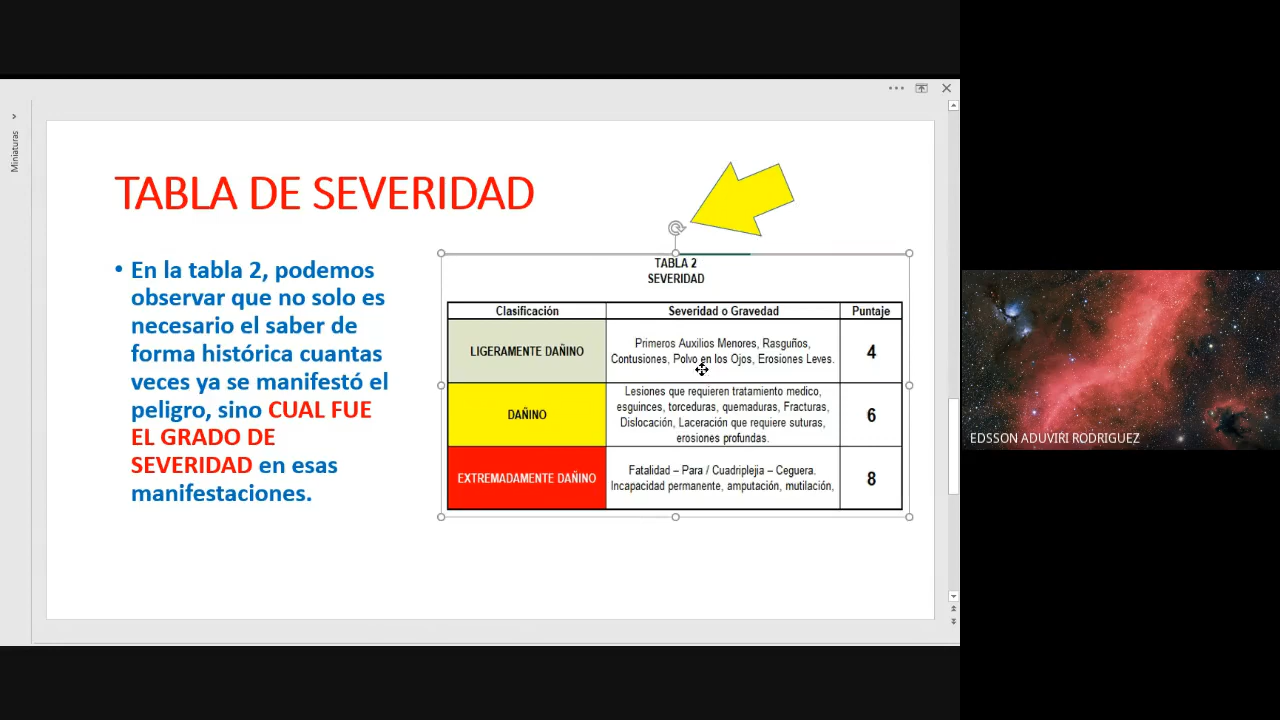 Miniaturas
TABLA DE SEVERIDAD
• En la tabla 2, podemos
observar que no solo es
necesario el saber de
forma histórica cuantas
veces ya se manifestó el
peligro, sino CUAL FUE
EL GRADO DE
SEVERIDAD en esas
manifestaciones.
TABLA 2
SEVERIDAD
Clasificación Severidad o Gravedad Puntaje
LIGERAMENTE DAÑINO
Primeros Auxilios Menores, Rasguños,
Contusiones, Polvo en los Ojos, Erosiones Leves.
4
DAÑINO
Lesiones que requieren tratamiento medico,
esguinces, torceduras, quemaduras, Fracturas,
Dislocación, Laceración que requiere suturas,
erosiones profundas.
6
EXTREMADAMENTE DAÑINO
Fatalidad – Para / Cuadriplejia – Ceguera.
Incapacidad permanente, amputación, mutilación,
8
EDSSON ADUVIRI RODRIGUEZ